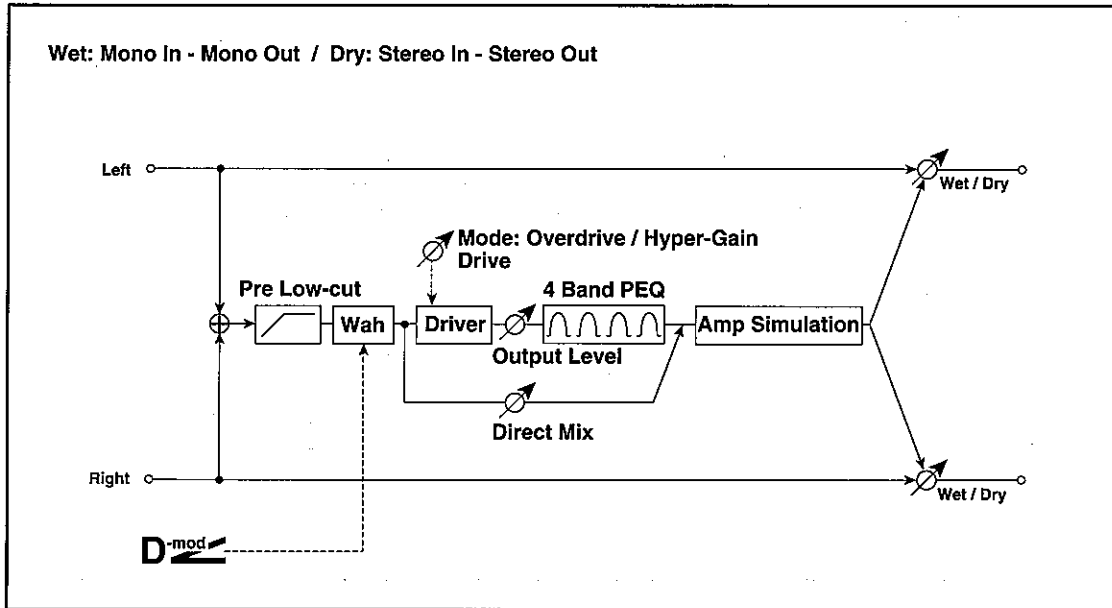 Wet: Mono In - Mono Out / Dry: Stereo In - Stereo Out
Left
Wet / Dry
Mode: Overdrive / Hyper-Gain
Drive
Pre Low-cut
4 Band PEQ
Wah
Driver
Amp Simulation
Output Level
Direct Mix
Right
Wet / Dry
D-mod